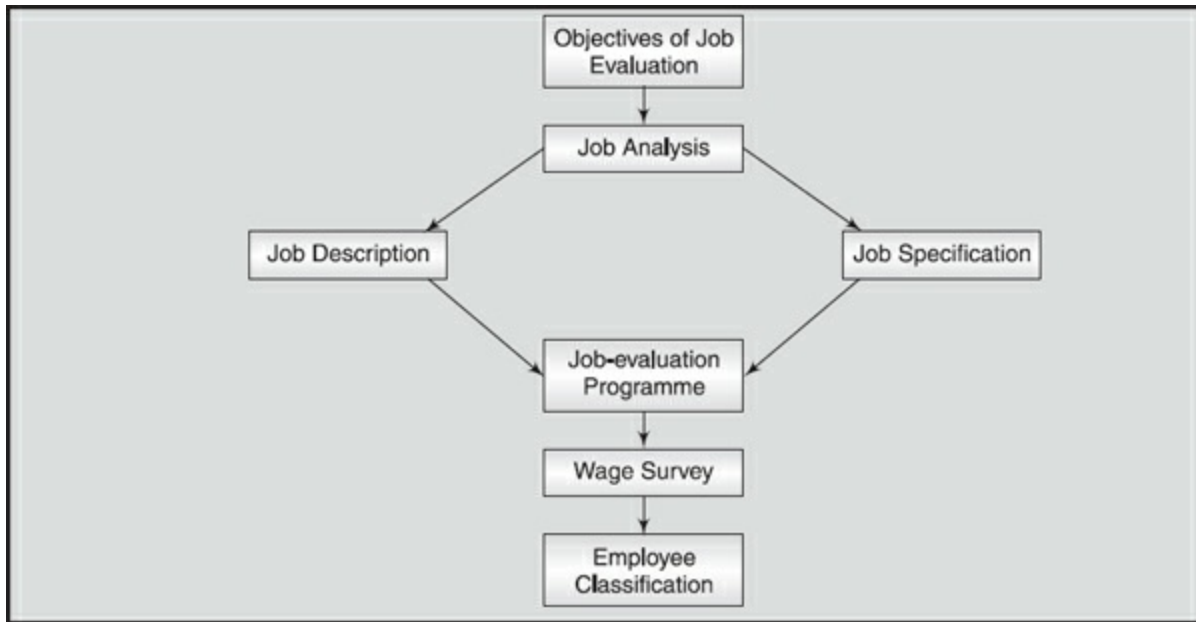 Objectives of Job
Evaluation
Job Analysis
Job Description
Job Specification
Job-evaluation
Programme
Wage Survey
Employee
Classification